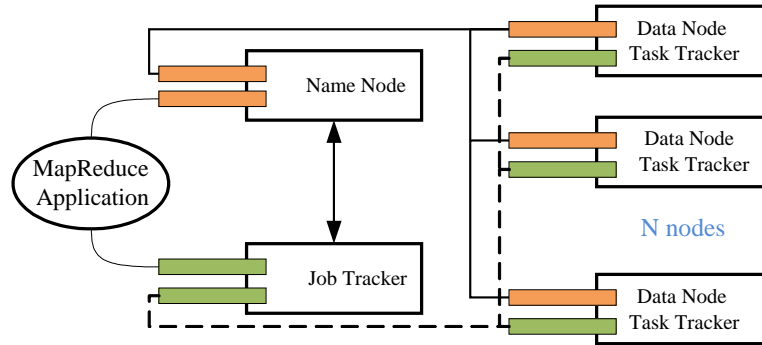 Data Node
Task Tracker
Name Node
Data Node
Task Tracker
MapReduce
Application
N nodes
Job Tracker
Data Node
Task Tracker